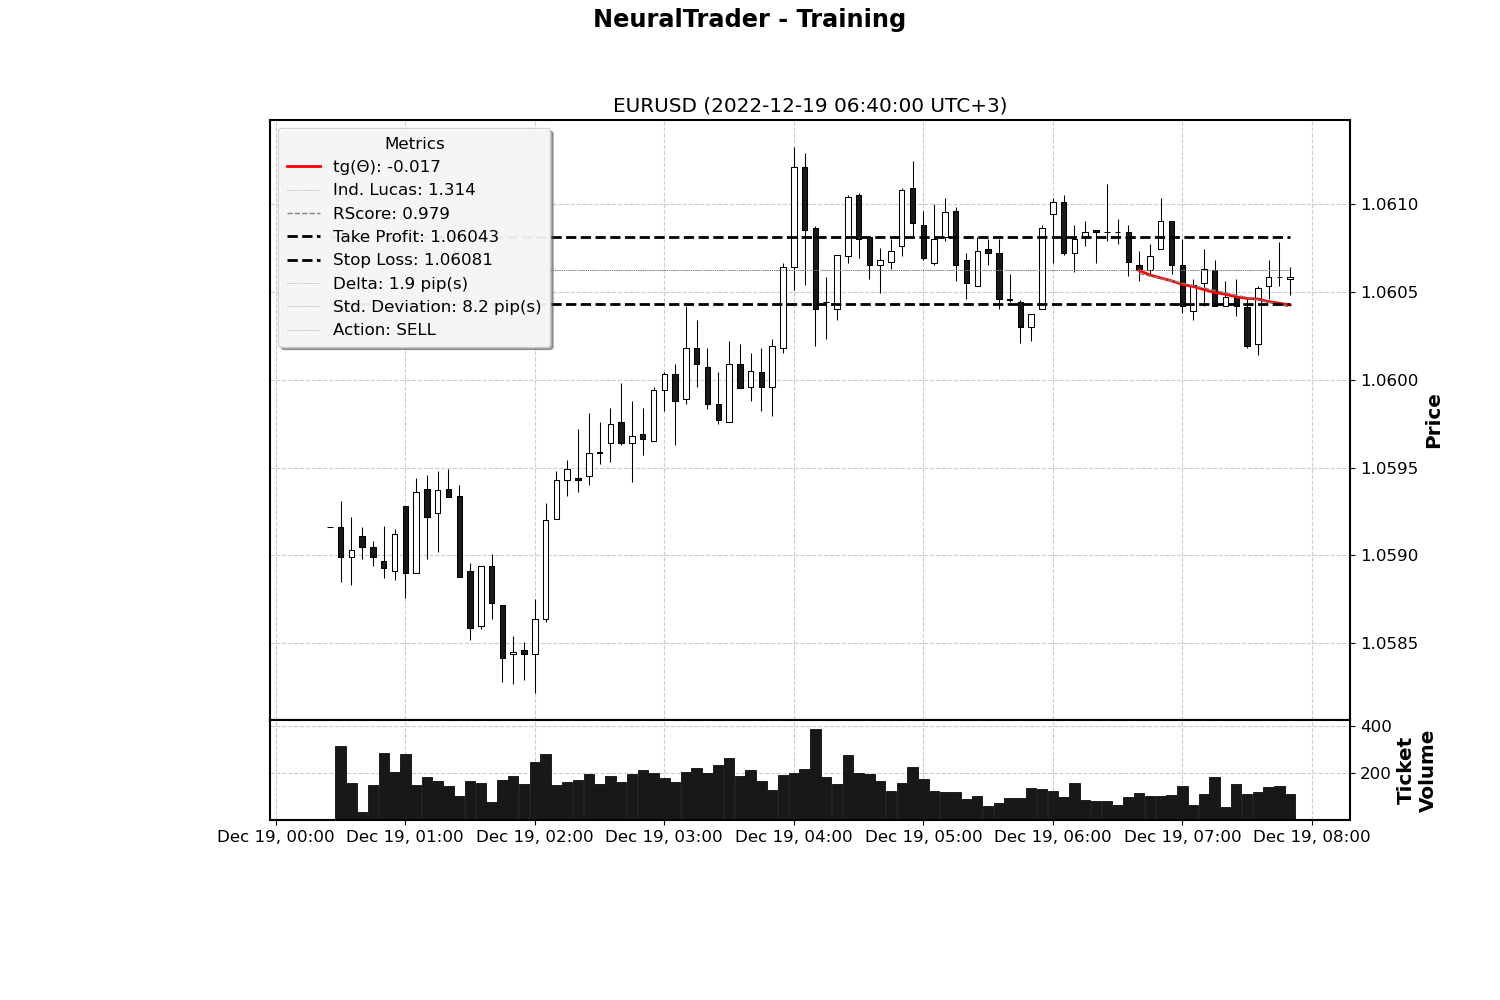 NeuralTrader - Training
EURUSD (2022-12-19 06:40:00 UTC+3)
Metrics
tg(Θ): -0.017
Ind. Lucas: 1.314
RScore: 0.979
Take Profit: 1.06043
Stop Loss: 1.06081
Delta: 1.9 pip(s)
Std. Deviation: 8.2 pip(s)
Action: SELL
1.0610
1.0605
1.0600
1.0595
1.0590
1.0585
Price
400
200
Ticket
Volume
Dec 19, 00:00 Dec 19, 01:00 Dec 19, 02:00 Dec 19, 03:00 Dec 19, 04:00 Dec 19, 05:00 Dec 19, 06:00 Dec 19, 07:00 Dec 19, 08:00